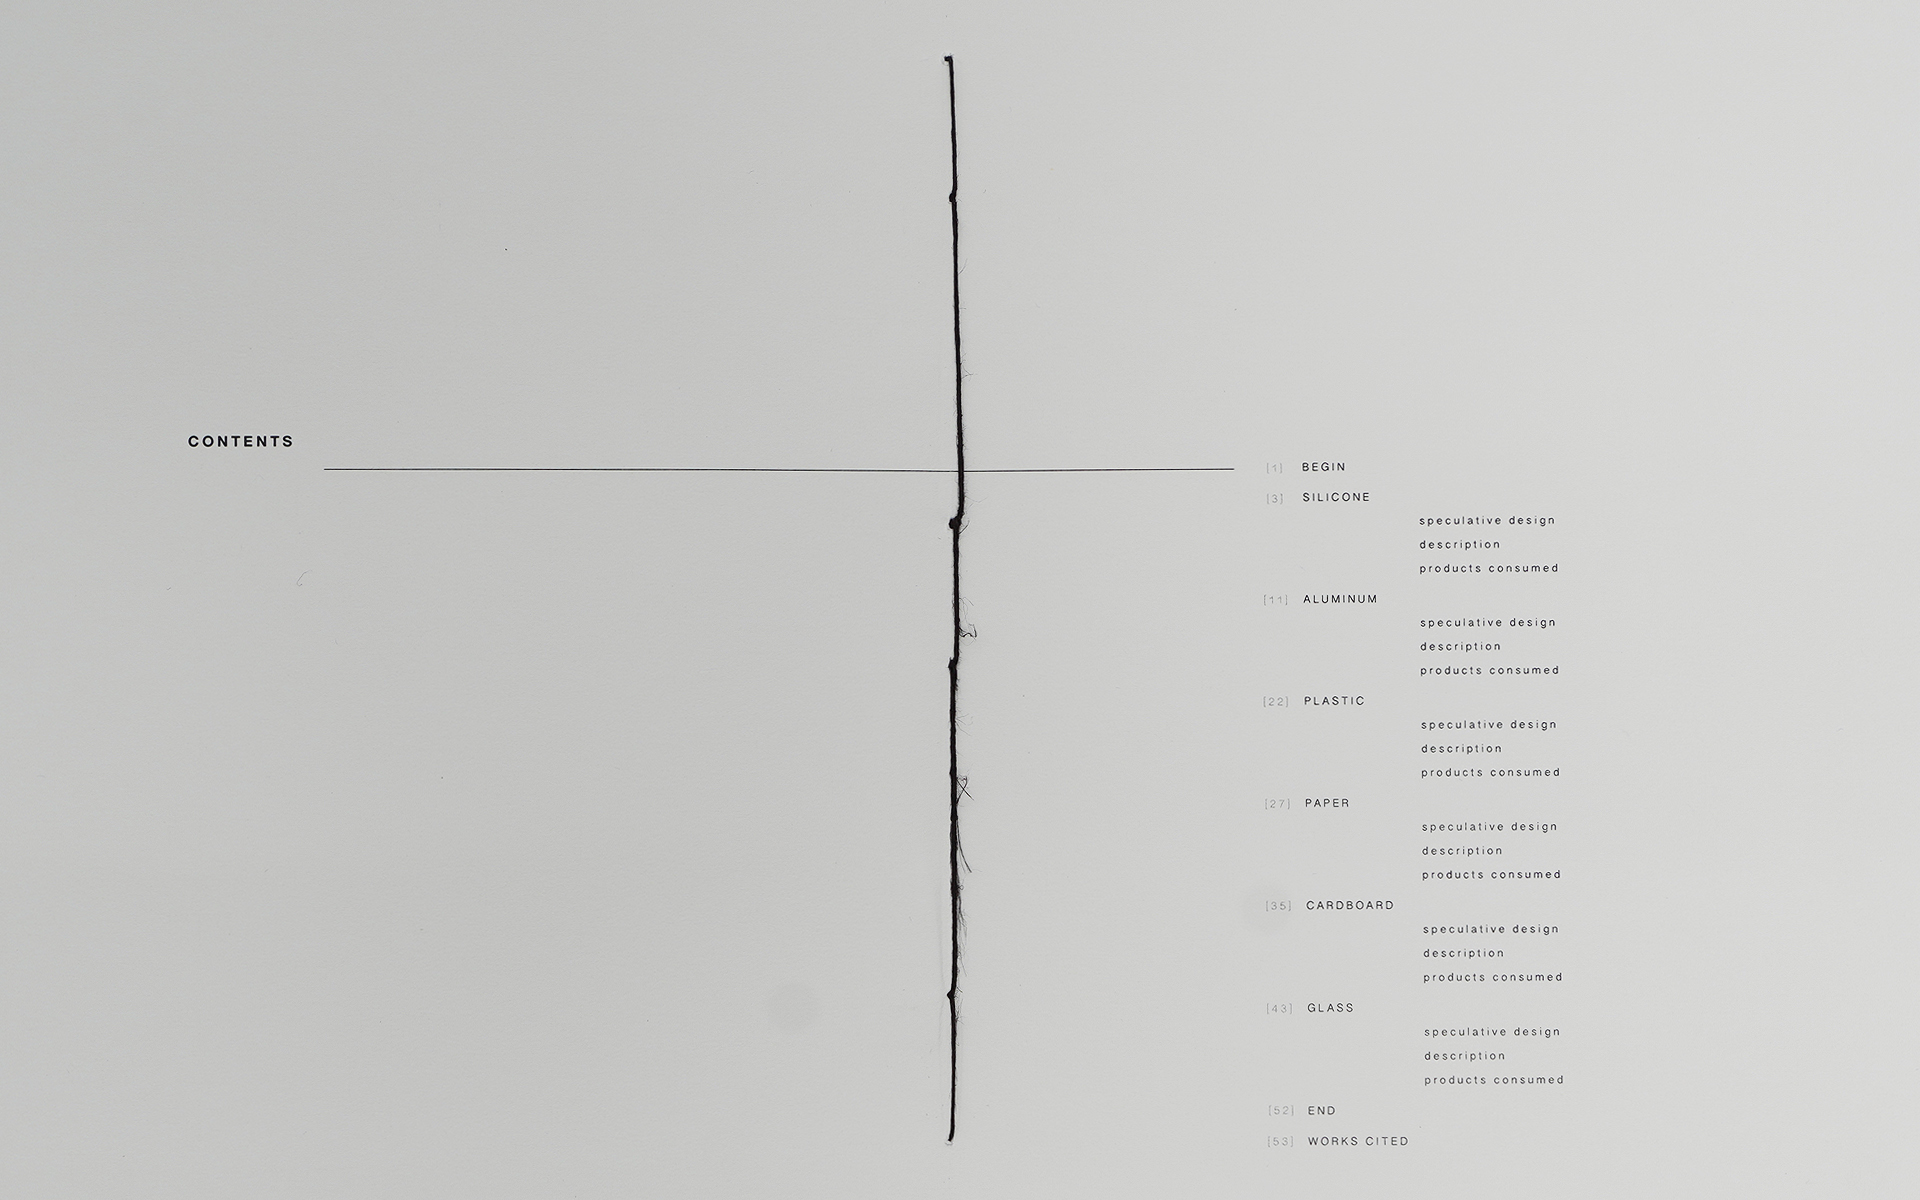 CONTENTS
[1] BEGIN
[3] SILICONE
speculative design
description
products consumed
[11] ALUMINUM
speculative design
description
products consumed
[22] PLASTIC
speculative design
description
products consumed
[27] PAPER
speculative design
description
products consumed
[35] CARDBOARD
speculative design
description
products consumed
[43] GLASS
speculative design
description
products consumed
[52] END
[53] WORKS CITED